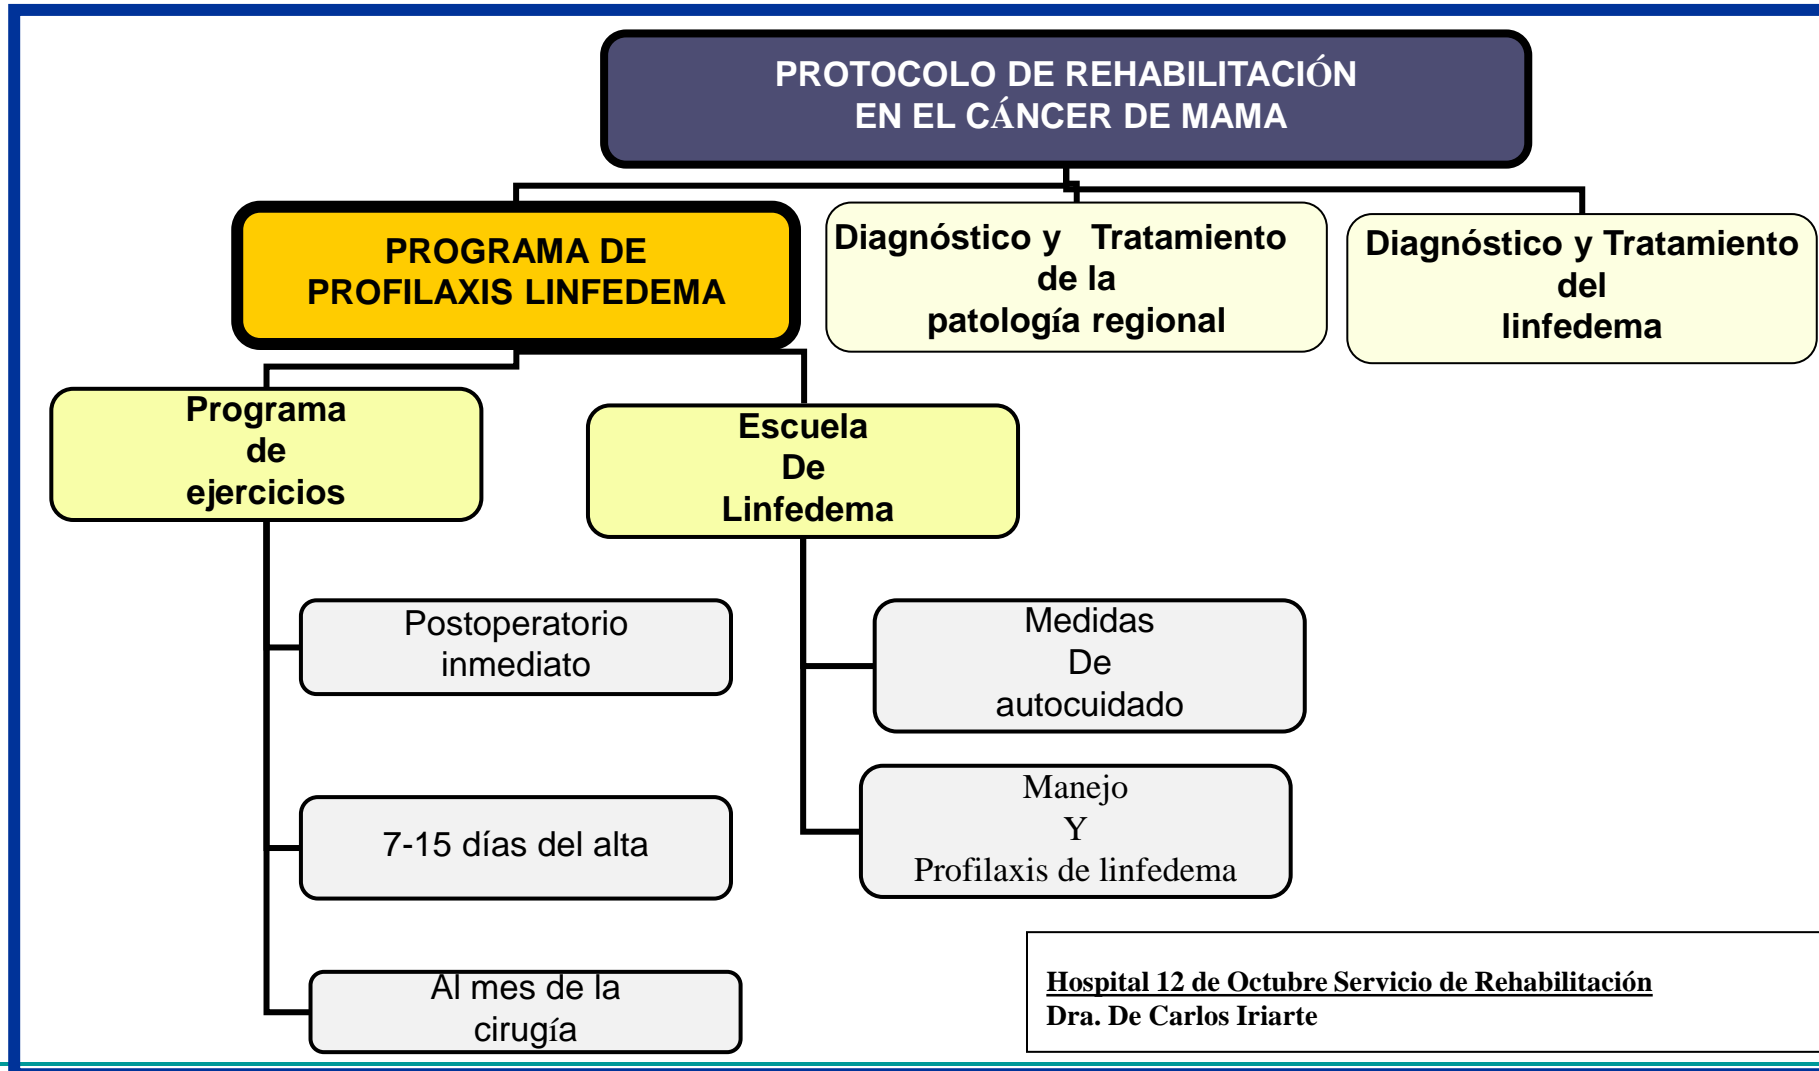 PROTOCOLO DE REHABILITACIÓN
EN EL CÁNCER DE MAMA
PROGRAMA DE
PROFILAXIS LINFEDEMA
Diagnóstico y Tratamiento
de la
patología regional
Diagnóstico y Tratamiento
del
linfedema
Programa
de
ejercicios
Escuela
De
Linfedema
Postoperatorio
inmediato
7-15 días del alta
Al mes de la
cirugía
Medidas
De
autocuidado
Manejo
Y
Profilaxis de linfedema
Hospital 12 de Octubre Servicio de Rehabilitación
Dra. De Carlos Iriarte